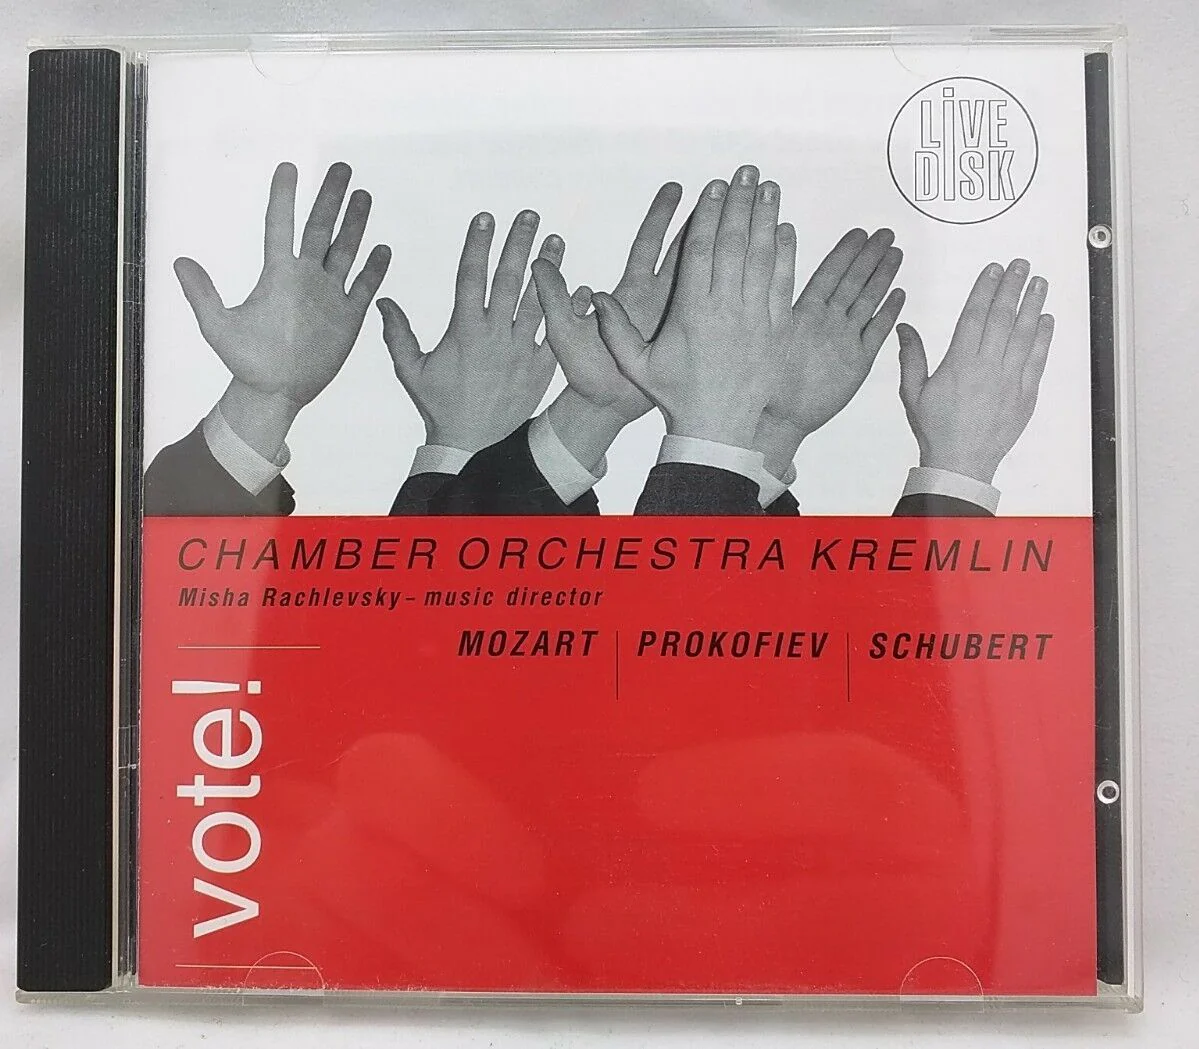 LiVE
DISK
CHAMBER ORCHESTRA KREMLIN
Misha Rachlevsky – music director
MOZART | PROKOFIEV | SCHUBERT
vote!